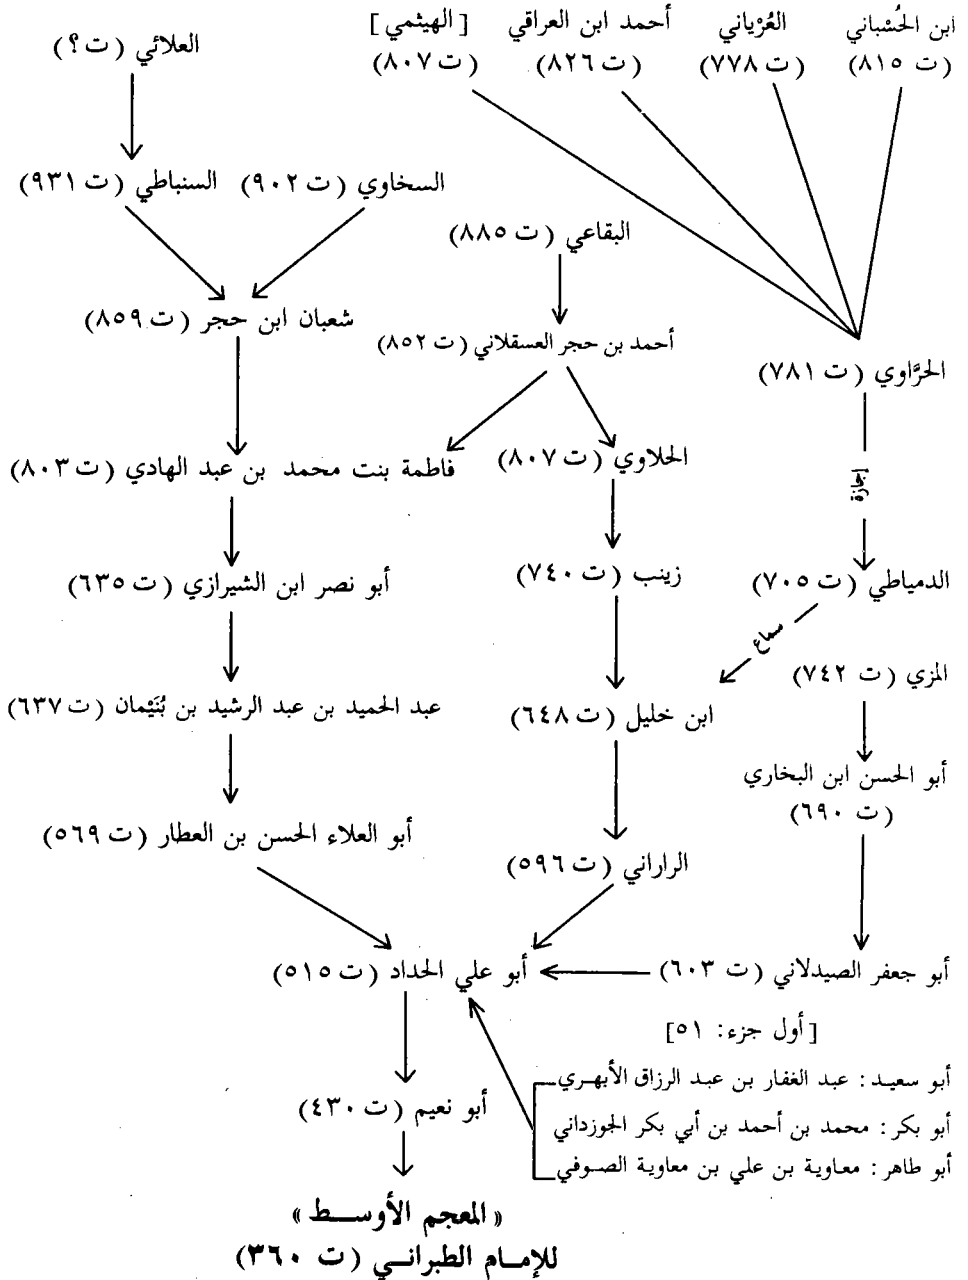 ابن الحُسْباني
(ت ٨١٥)
العُرْياني
(ت ٧٧٨)
أحمد ابن العراقي
(ت ٨٢٦)
[الهيثمي]
(ت ٨٠٧)
العلائي (ت ؟)
السخاوي (ت ٩٠٢)
السنباطي (ت ٩٣١)
البقاعي (ت ٨٨٥)
شعبان ابن حجر (ت ٨٥٩)
أحمد بن حجر العسقلاني (ت ٨٥٢)
الحرَّاوي (ت ٧٨١)
الحلاوي (ت ٨٠٧)
فاطمة بنت محمد بن عبد الهادي (ت ٨٠٣)
إجازة
الدمياطي (ت ٧٠٥)
زينب (ت ٧٤٠)
أبو نصر ابن الشيرازي (ت ٦٣٥)
سماع
المزي (ت ٧٤٢)
ابن خليل (ت ٦٤٨)
عبد الحميد بن عبد الرشيد بن بُنَيْمان (ت ٦٣٧)
أبو الحسن ابن البخاري
(ت ٦٩٠)
أبو العلاء الحسن بن العطار (ت ٥٦٩)
الراراني (ت ٥٩٦)
أبو جعفر الصيدلاني (ت ٦٠٣)
أبو علي الحداد (ت ٥١٥)
[أول جزء: ٥١]
أبو سعيد: عبد الغفار بن عبد الرزاق الأبهري
أبو بكر: محمد بن أحمد بن أبي بكر الجوزداني
أبو طاهر: معاوية بن علي بن معاوية الصوفي
أبو نعيم (ت ٤٣٠)
«المعجم الأوسط»
للإمام الطبراني (ت ٣٦٠)